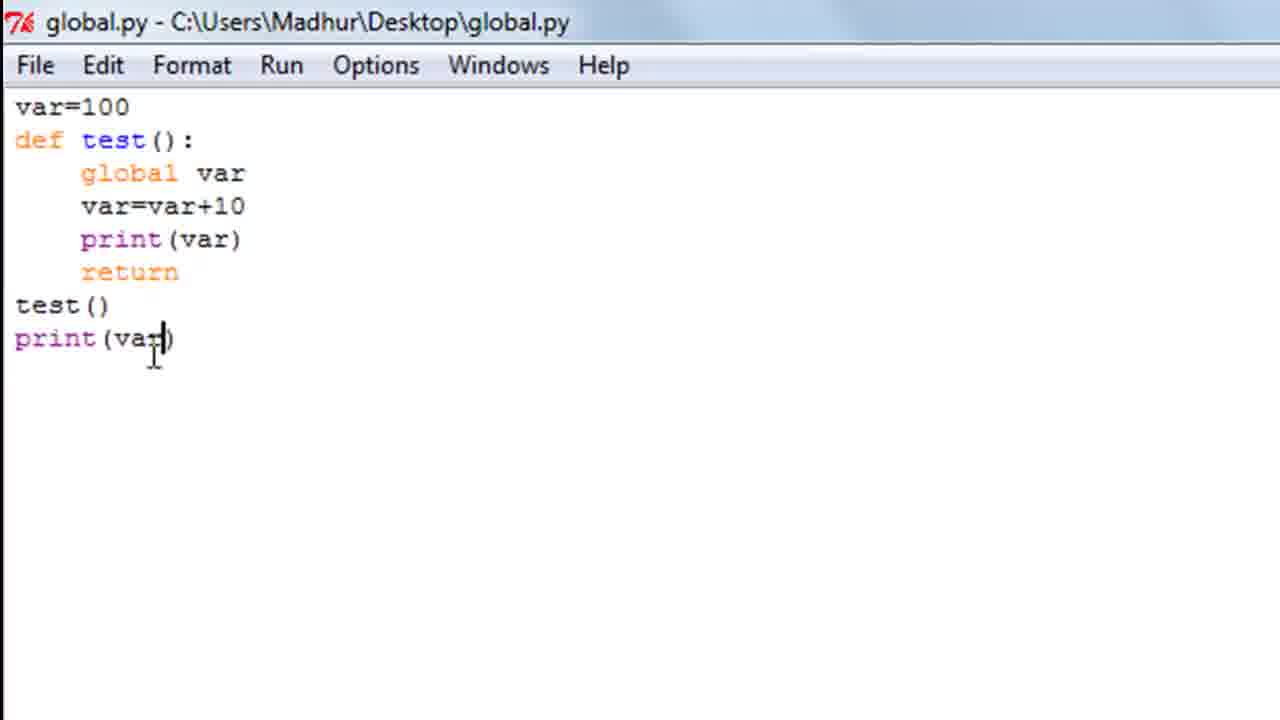 global.py - C:\Users\Madhur\Desktop\global.py
File Edit Format Run Options Windows Help
var=100
def test():
    global var
    var=var+10
    print(var)
    return
test()
print(var)